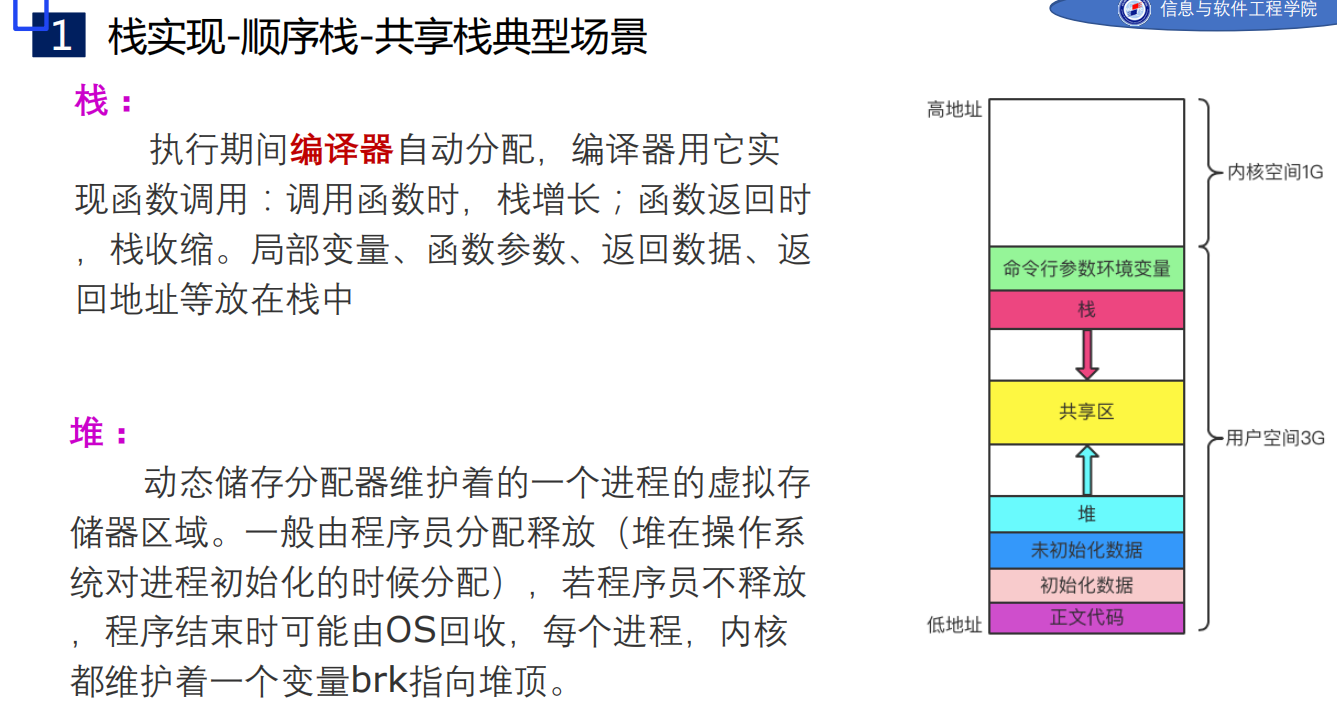 信息与软件工程学院
1 栈实现-顺序栈-共享栈典型场景
栈：
执行期间编译器自动分配，编译器用它实
现函数调用：调用函数时，栈增长；函数返回时
，栈收缩。局部变量、函数参数、返回数据、返
回地址等放在栈中
堆：
动态储存分配器维护着的一个进程的虚拟存
储器区域。一般由程序员分配释放（堆在操作系
统对进程初始化的时候分配），若程序员不释放
，程序结束时可能由OS回收，每个进程，内核
都维护着一个变量brk指向堆顶。
高地址
内核空间1G
命令行参数环境变量
栈
共享区
用户空间3G
堆
未初始化数据
初始化数据
正文代码
低地址